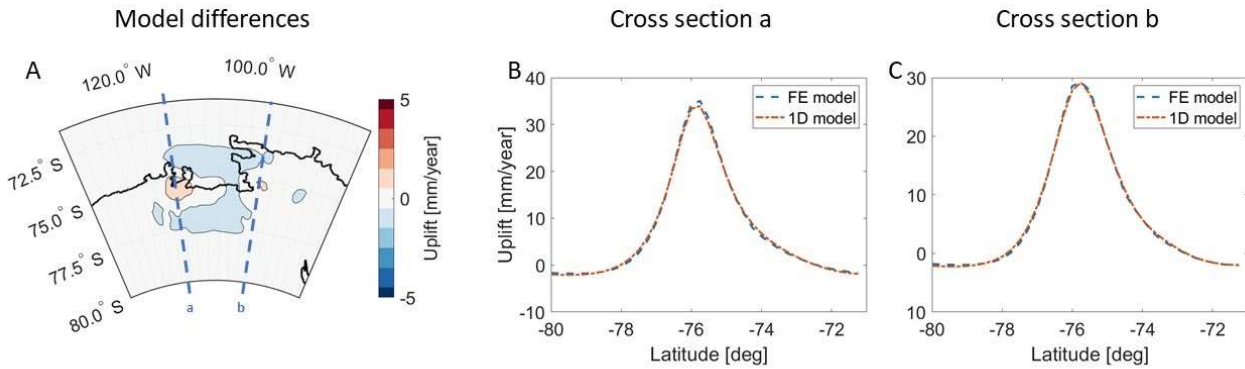 Model differences
Cross section a
Cross section b
A
120.0° W
100.0° W
72.5° S
75.0° S
77.5° S
80.0° S
a
b
5
0
-5
Uplift [mm/year]
B
40
30
20
10
0
-10
Uplift [mm/year]
FE model
1D model
-80
-78
-76
-74
-72
Latitude [deg]
C
30
20
10
0
10
FE model
1D model
-80
-78
-76
-74
-72
Latitude [deg]